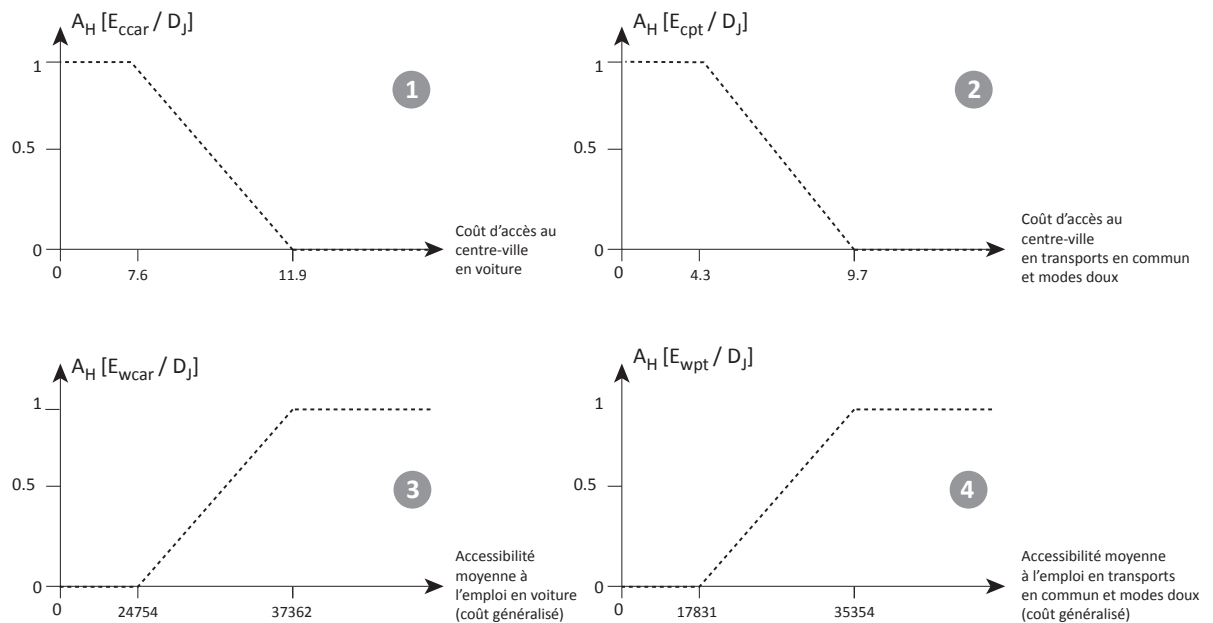 A_H [E_ccar / D_J]
1
0.5
0
0
7.6
11.9
1
Coût d'accès au
centre-ville
en voiture
A_H [E_cpt / D_J]
1
0.5
0
0
4.3
9.7
2
Coût d'accès au
centre-ville
en transports en commun
et modes doux
A_H [E_wcar / D_J]
1
0.5
0
0
24754
37362
3
Accessibilité
moyenne à
l'emploi en voiture
(coût généralisé)
A_H [E_wpt / D_J]
1
0.5
0
0
17831
35354
4
Accessibilité moyenne
à l'emploi en transports
en commun et modes doux
(coût généralisé)